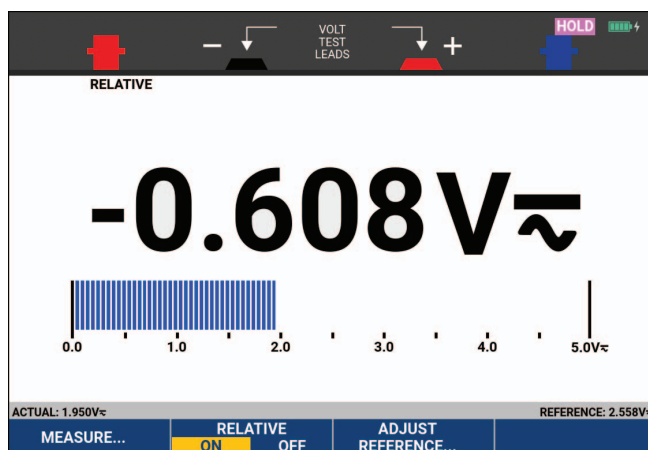 VOLT
TEST
LEADS
− +
HOLD
RELATIVE
-0.608V⎓~
0.0 1.0 2.0 3.0 4.0 5.0V⎓~
ACTUAL: 1.950V⎓~ REFERENCE: 2.558V⎓~
MEASURE... RELATIVE ADJUST
ON OFF REFERENCE...